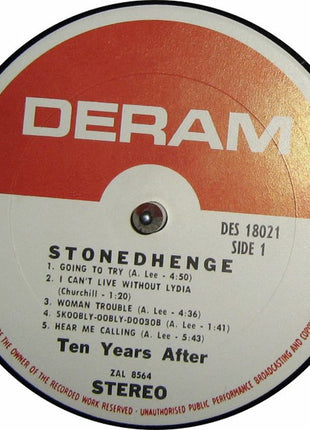 DERAM
DES 18021
SIDE 1
STONEDHENGE
1. GOING TO TRY (A. Lee - 4:50)
2. I CAN'T LIVE WITHOUT LYDIA
(Churchill - 1:20)
3. WOMAN TROUBLE (A. Lee - 4:36)
4. SKOOBLY-OOBLY-DOOBOB (A. Lee - 1:41)
5. HEAR ME CALLING (A. Lee - 5:43)
Ten Years After
ZAL 8564
STEREO
THE OWNER OF THE RECORDED WORK RESERVED · UNAUTHORISED PUBLIC PERFORMANCE BROADCASTING AND